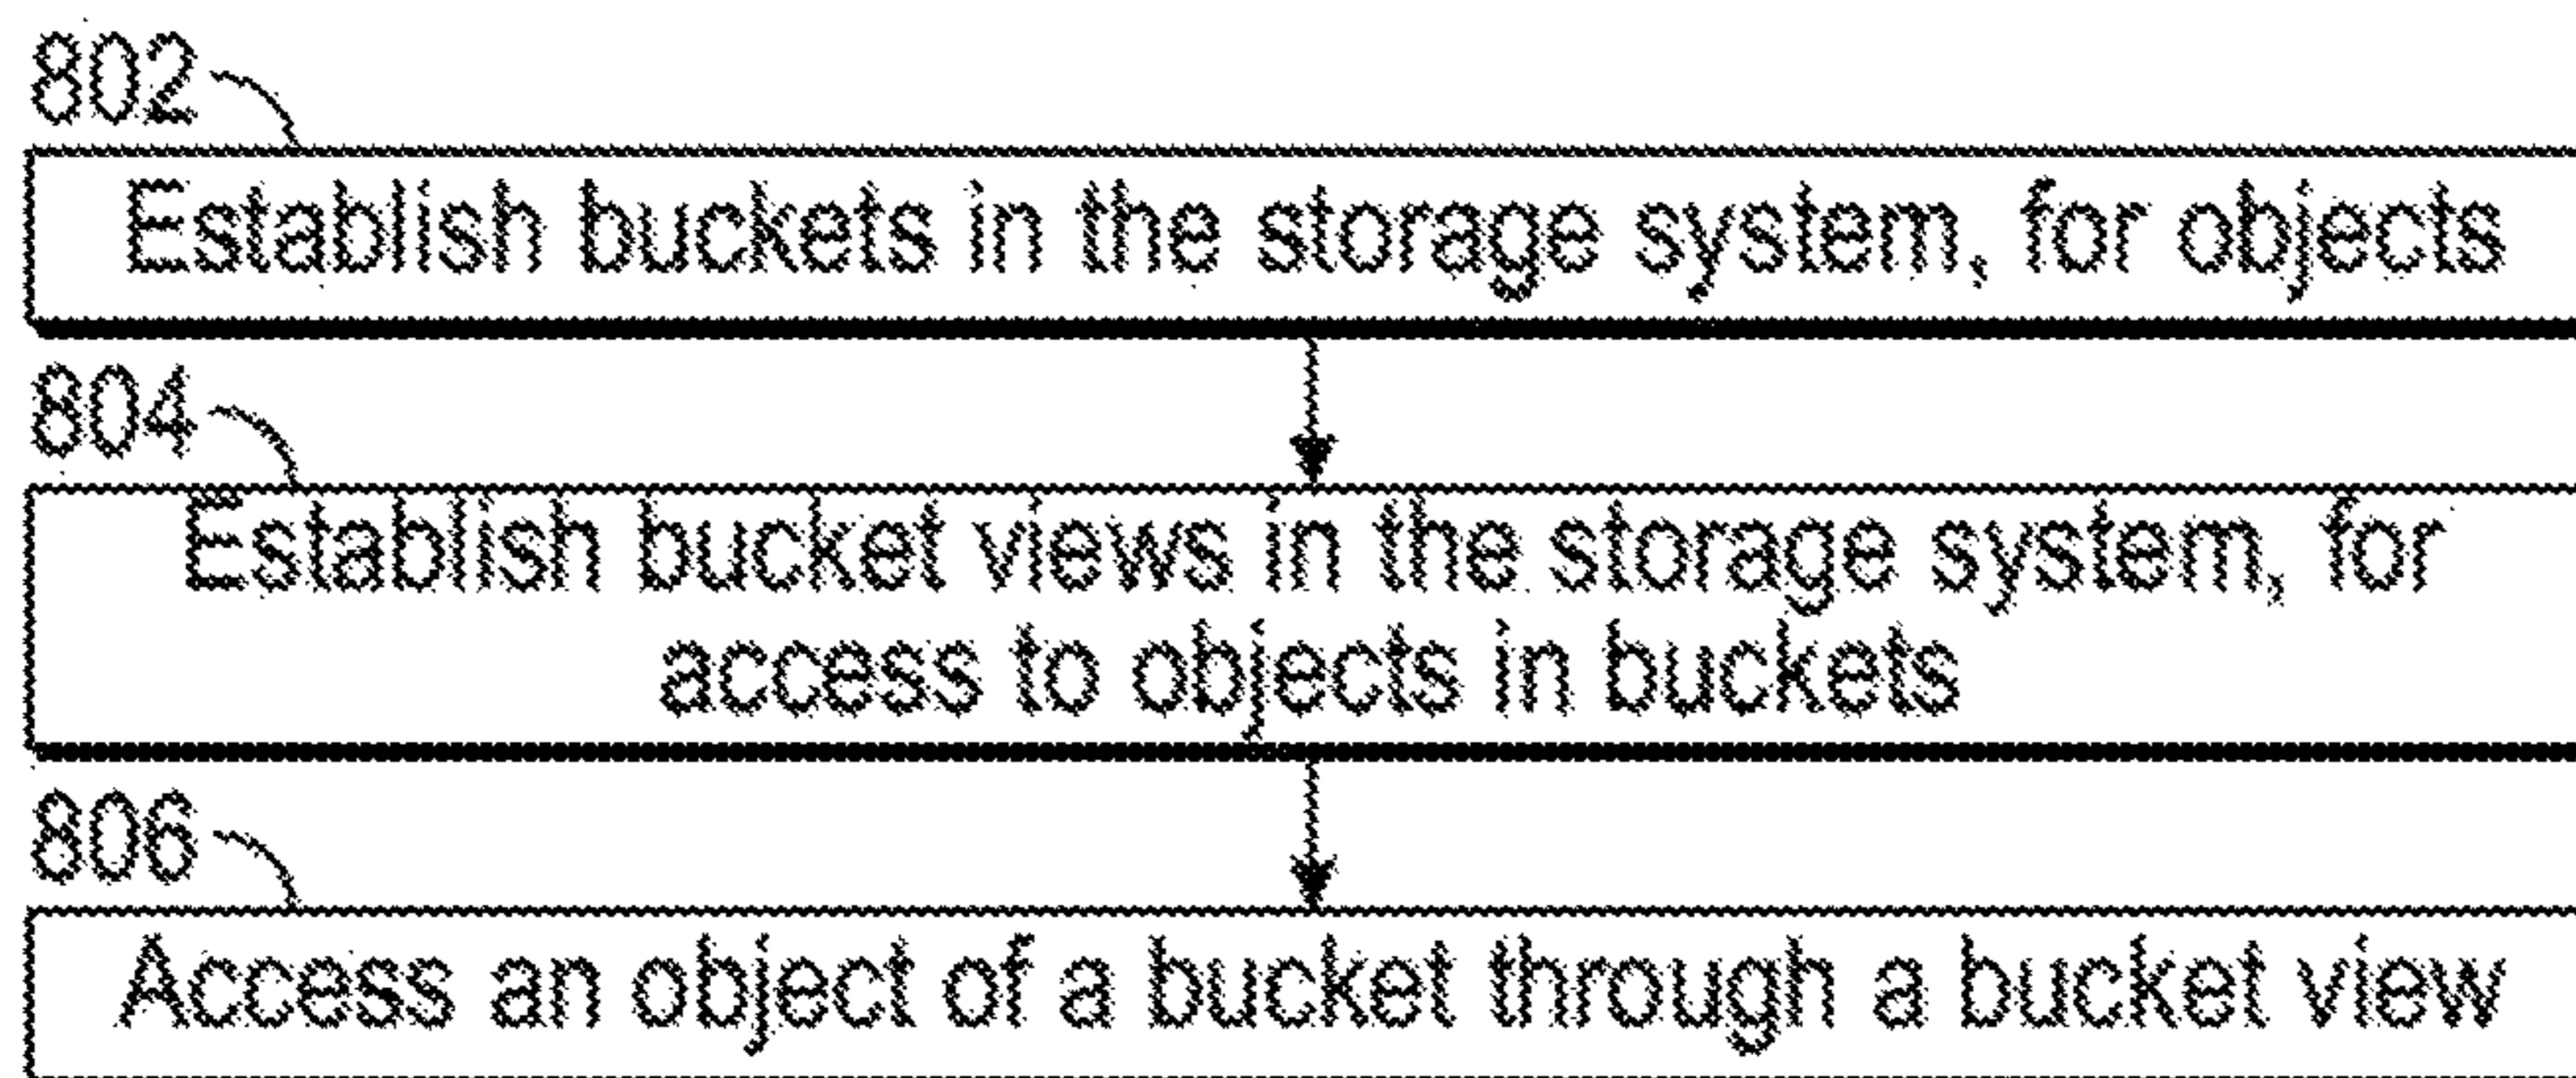 802
Establish buckets in the storage system, for objects
804
Establish bucket views in the storage system, for
access to objects in buckets
806
Access an object of a bucket through a bucket view